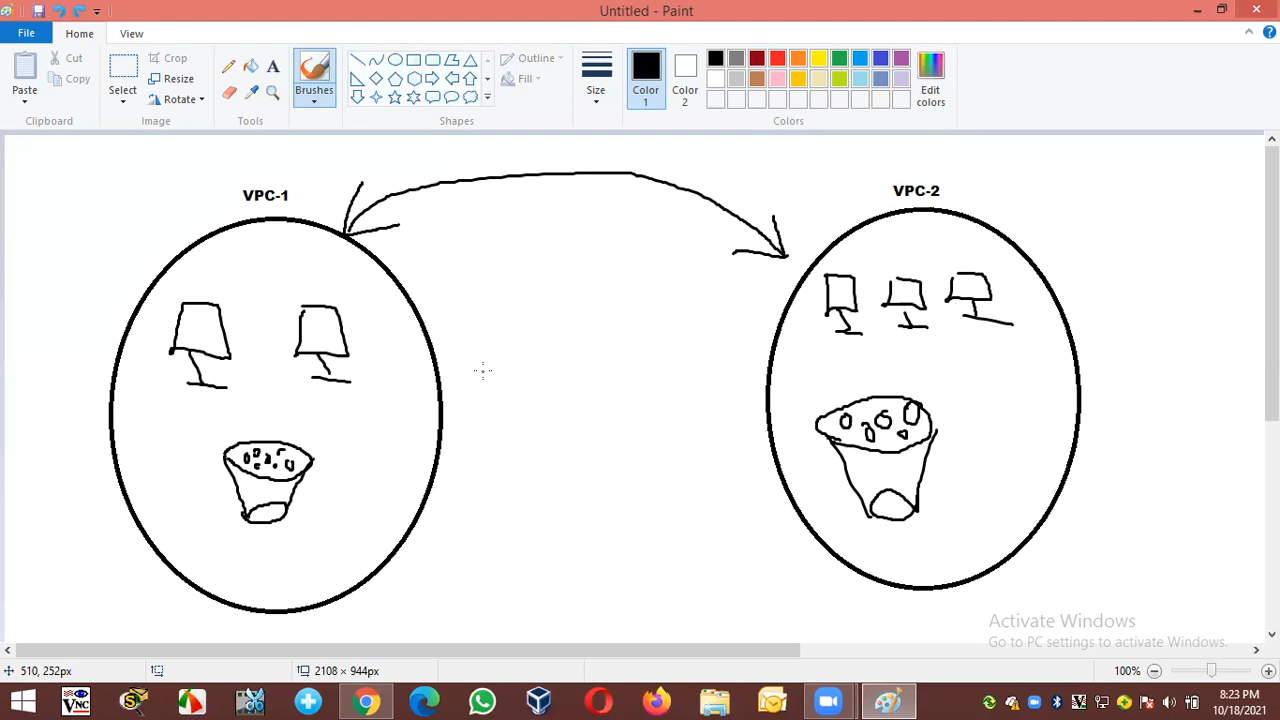 Untitled - Paint
File
Home
View
Paste
Cut
Copy
Clipboard
Select
Crop
Resize
Rotate
Image
A
Tools
Brushes
Outline
Fill
Shapes
Size
Color
1
Color
2
Edit
colors
Colors
VPC-1
VPC-2
Activate Windows
Go to PC settings to activate Windows.
510, 252px
2108 × 944px
100%
VNC
8:23 PM
10/18/2021